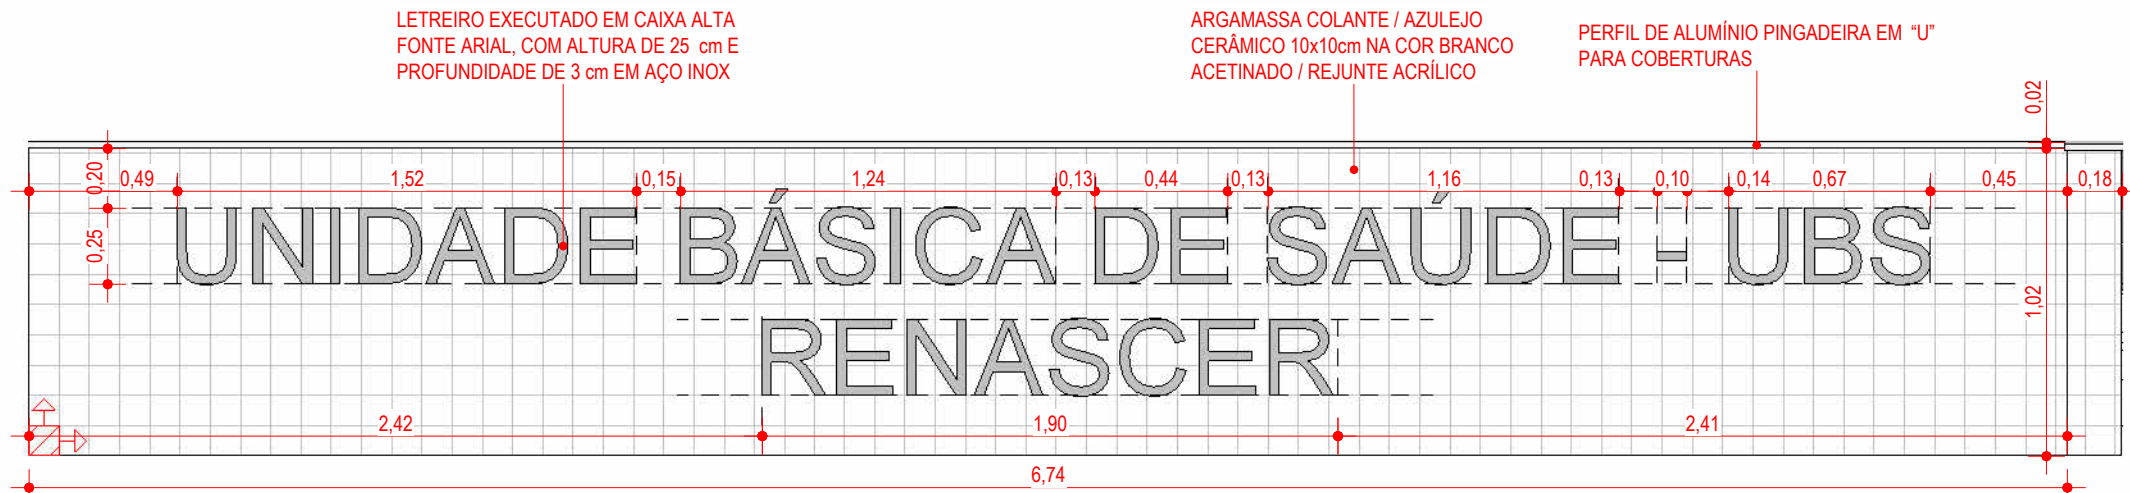 LETREIRO EXECUTADO EM CAIXA ALTA
FONTE ARIAL, COM ALTURA DE 25 cm E
PROFUNDIDADE DE 3 cm EM AÇO INOX
ARGAMASSA COLANTE / AZULEJO
CERÂMICO 10x10cm NA COR BRANCO
ACETINADO / REJUNTE ACRÍLICO
PERFIL DE ALUMÍNIO PINGADEIRA EM “U”
PARA COBERTURAS
0,02
0,20
0,49 1,52 0,15 1,24 0,13 0,44 0,13 1,16 0,13 0,10 0,14 0,67 0,45 0,18
0,25
UNIDADE BÁSICA DE SAÚDE - UBS
1,02
RENASCER
2,42 1,90 2,41
6,74